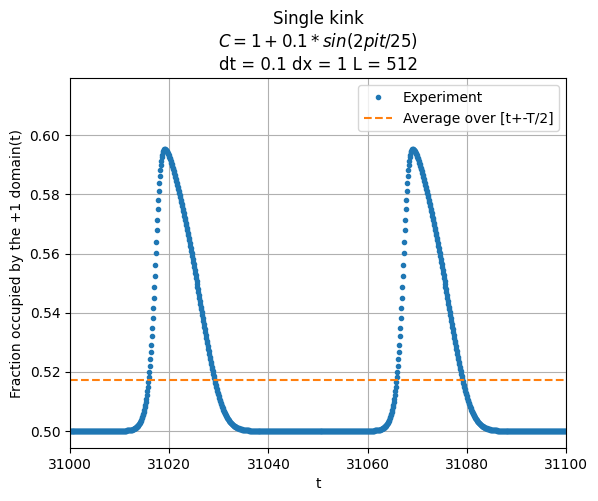 Single kink
C = 1 + 0.1 * sin(2pit/25)
dt = 0.1 dx = 1 L = 512
Experiment
Average over [t+-T/2]
Fraction occupied by the +1 domain(t)
0.60
0.58
0.56
0.54
0.52
0.50
31000
31020
31040
31060
31080
31100
t